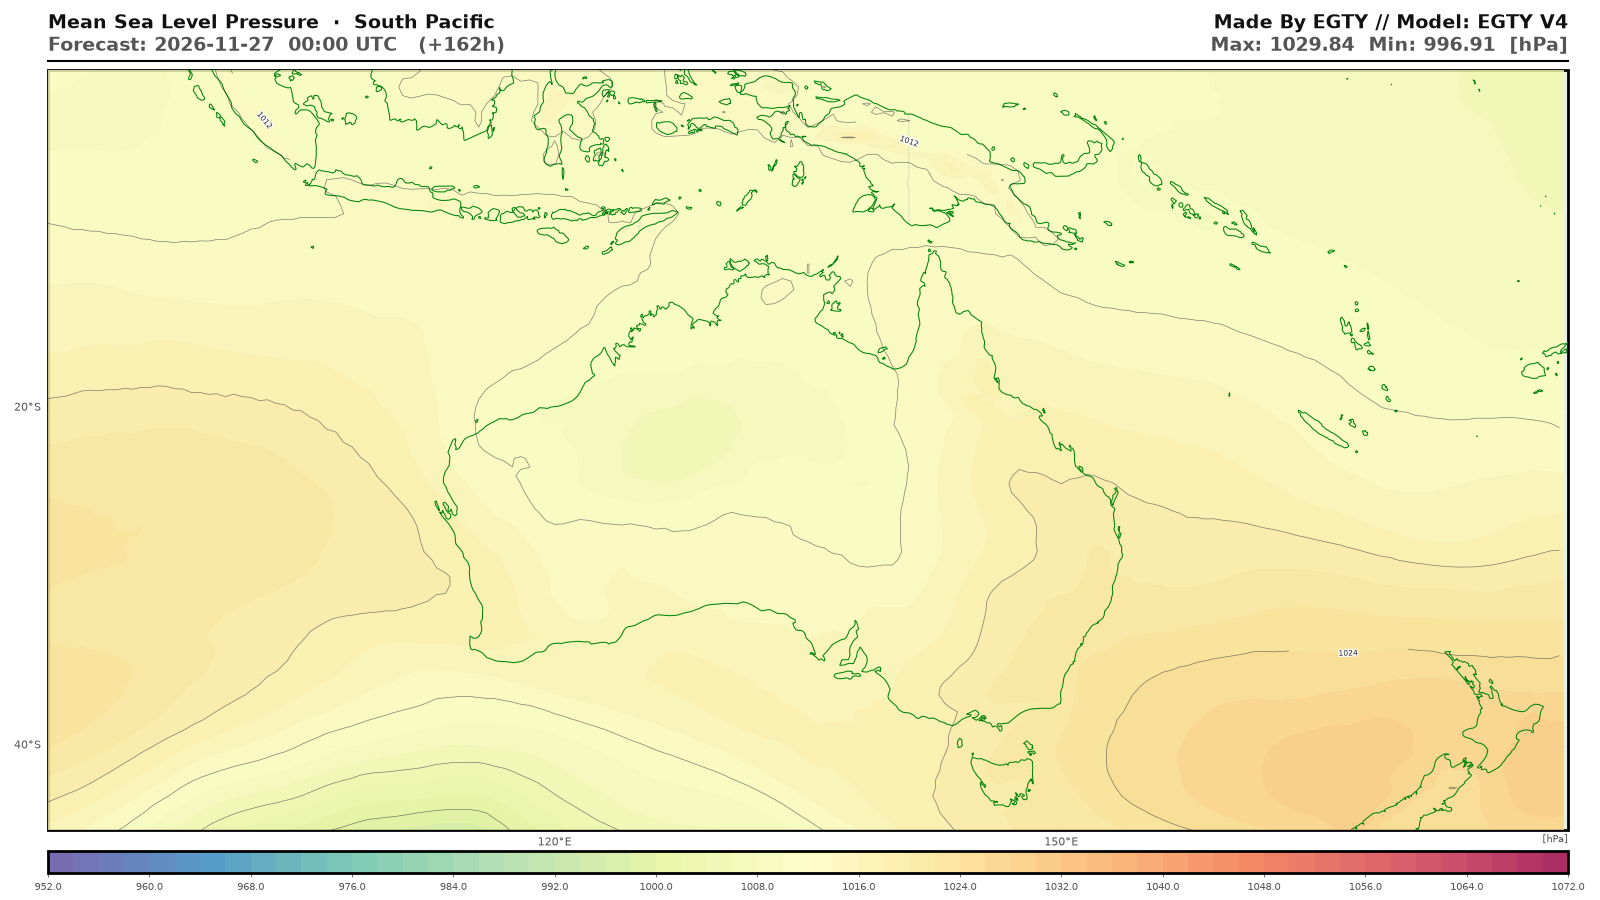 Mean Sea Level Pressure · South Pacific
Made By EGTY // Model: EGTY V4
Forecast: 2026-11-27 00:00 UTC (+162h)
Max: 1029.84 Min: 996.91 [hPa]
1012
1012
20°S
1024
40°S
120°E
150°E
[hPa]
952.0 960.0 968.0 976.0 984.0 992.0 1000.0 1008.0 1016.0 1024.0 1032.0 1040.0 1048.0 1056.0 1064.0 1072.0